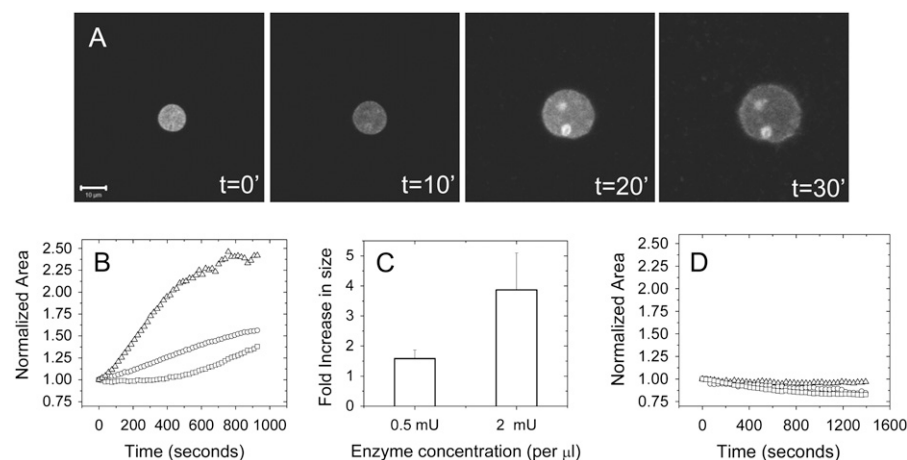 A
t=0'
t=10'
t=20'
t=30'
10 µm
B
Normalized Area
2.50
2.25
2.00
1.75
1.50
1.25
1.00
0.75
0 200 400 600 800 1000
Time (seconds)
C
Fold Increase in size
5
4
3
2
1
0
0.5 mU 2 mU
Enzyme concentration (per µl)
D
Normalized Area
2.50
2.25
2.00
1.75
1.50
1.25
1.00
0.75
0 400 800 1200 1600
Time (seconds)